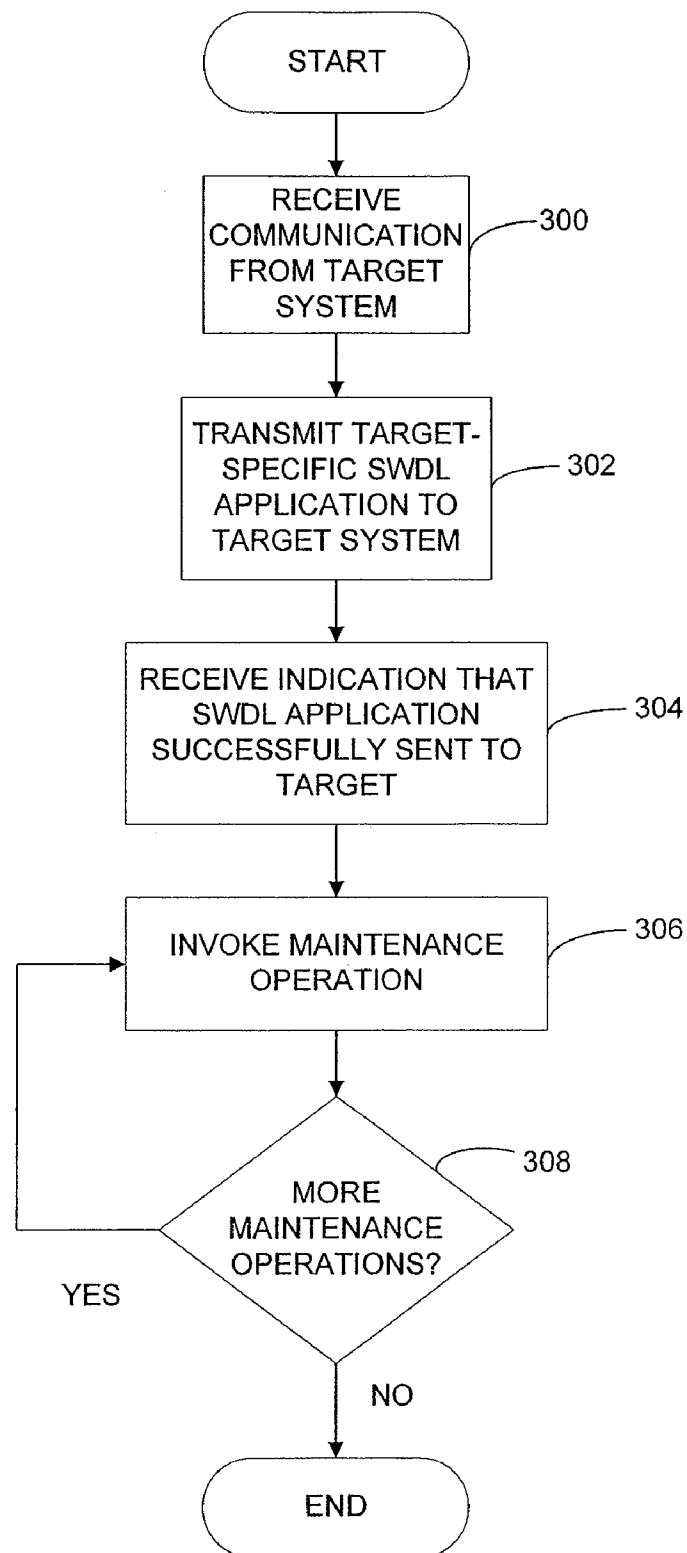 START
RECEIVE
COMMUNICATION
FROM TARGET
SYSTEM
300
TRANSMIT TARGET-
SPECIFIC SWDL
APPLICATION TO
TARGET SYSTEM
302
RECEIVE INDICATION THAT
SWDL APPLICATION
SUCCESSFULLY SENT TO
TARGET
304
INVOKE MAINTENANCE
OPERATION
306
MORE
MAINTENANCE
OPERATIONS?
308
YES
NO
END